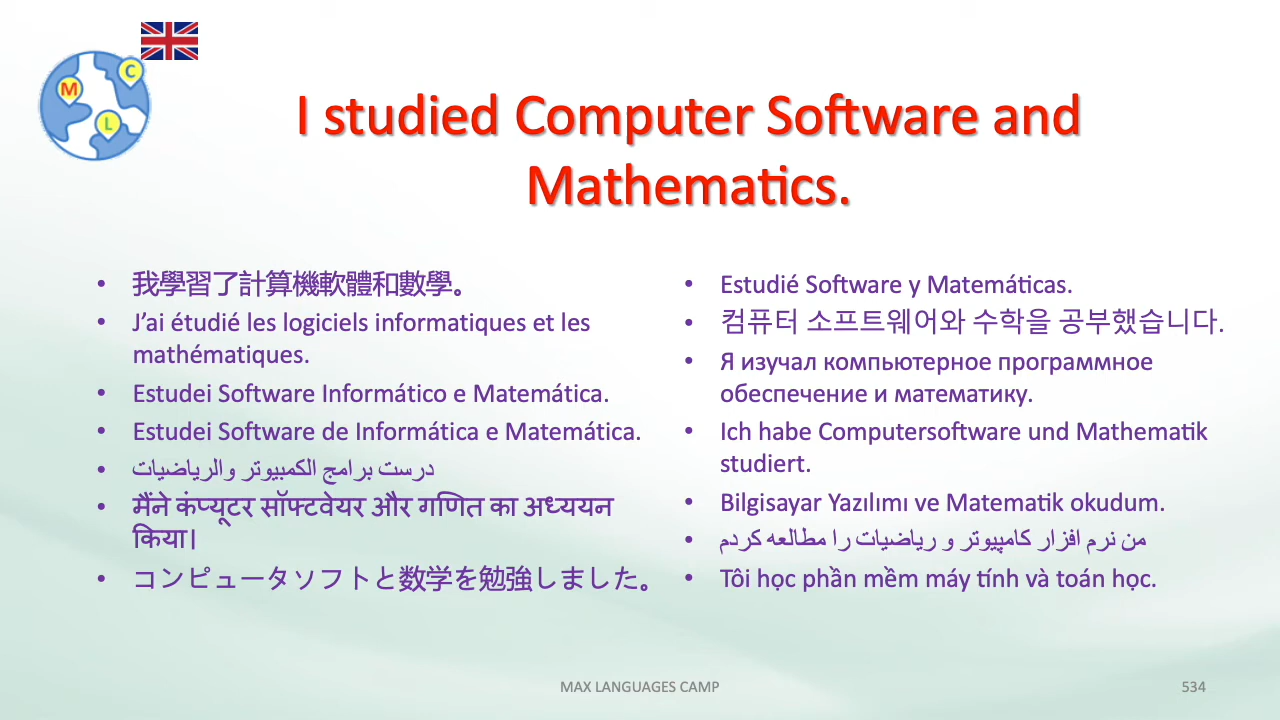 M
C
L
I studied Computer Software and
Mathematics.
• 我學習了計算機軟體和數學。
• J’ai étudié les logiciels informatiques et les
mathématiques.
• Estudei Software Informático e Matemática.
• Estudei Software de Informática e Matemática.
• درست برامج الكمبيوتر والرياضيات
• मैंने कंप्यूटर सॉफ्टवेयर और गणित का अध्ययन
किया।
• コンピュータソフトと数学を勉強しました。
• Estudié Software y Matemáticas.
• 컴퓨터 소프트웨어와 수학을 공부했습니다.
• Я изучал компьютерное программное
обеспечение и математику.
• Ich habe Computersoftware und Mathematik
studiert.
• Bilgisayar Yazılımı ve Matematik okudum.
• من نرم افزار کامپیوتر و ریاضیات را مطالعه کردم
• Tôi học phần mềm máy tính và toán học.
MAX LANGUAGES CAMP
534